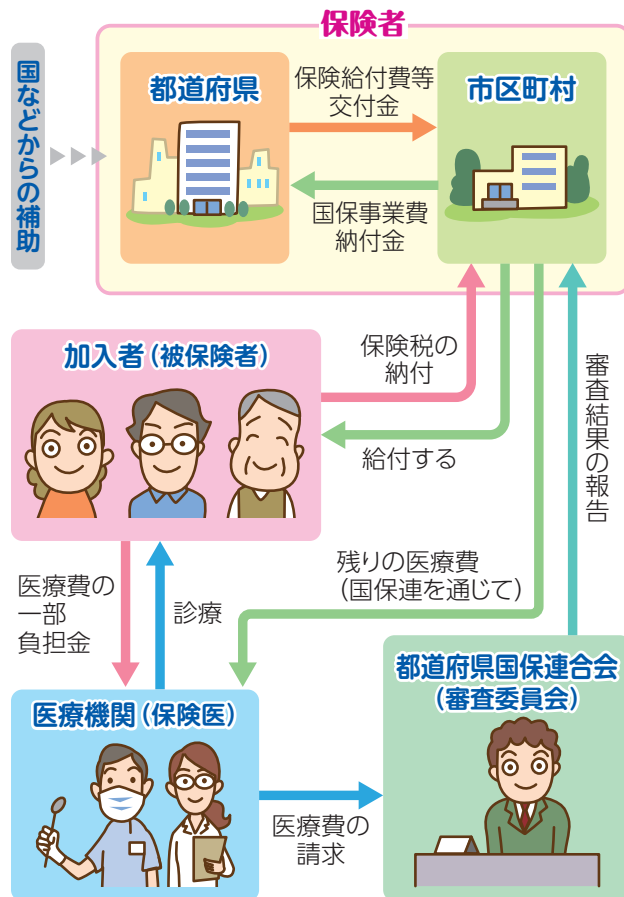 保険者
国などからの補助
都道府県
保険給付費等
交付金
市区町村
国保事業費
納付金
加入者(被保険者)
保険税の
納付
給付する
審査結果の報告
医療費の
一部
負担金
診療
残りの医療費
(国保連を通じて)
医療機関(保険医)
都道府県国保連合会
(審査委員会)
医療費の
請求